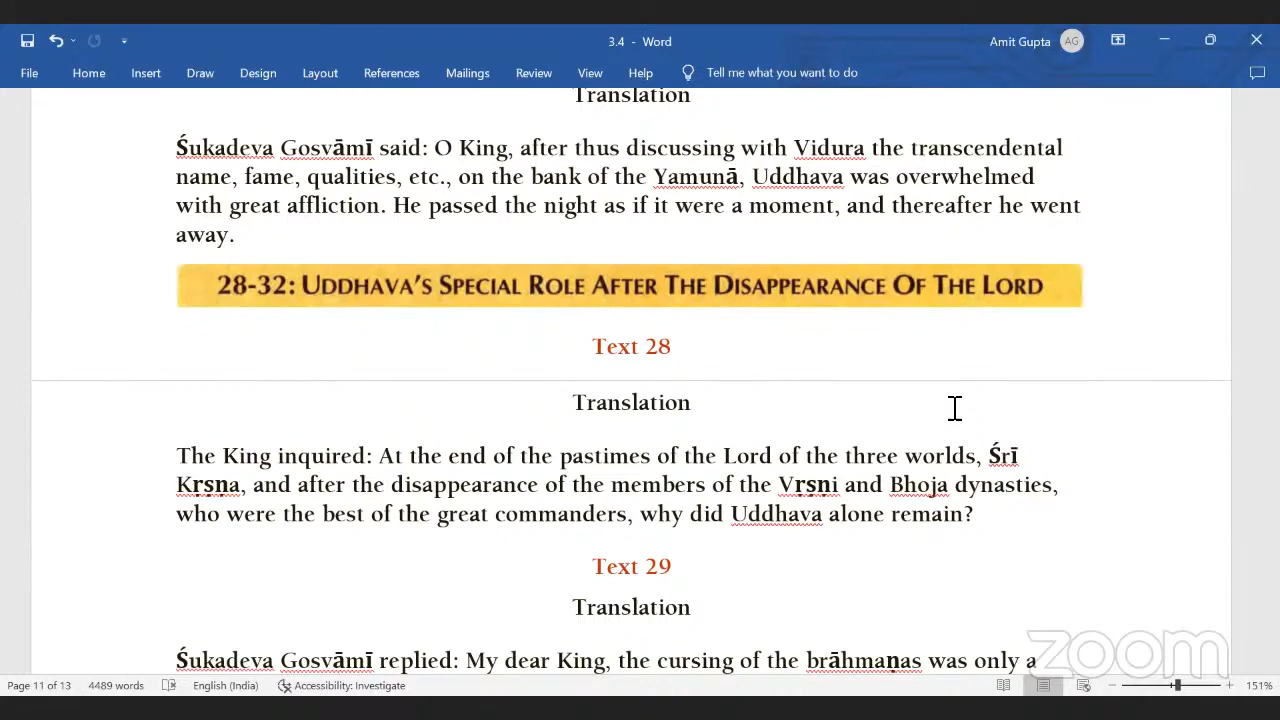 3.4 - Word
Amit Gupta
AG
File Home Insert Draw Design Layout References Mailings Review View Help Tell me what you want to do
Translation
Śukadeva Gosvāmī said: O King, after thus discussing with Vidura the transcendental
name, fame, qualities, etc., on the bank of the Yamunā, Uddhava was overwhelmed
with great affliction. He passed the night as if it were a moment, and thereafter he went
away.
28-32: UDDHAVA'S SPECIAL ROLE AFTER THE DISAPPEARANCE OF THE LORD
Text 28
Translation
The King inquired: At the end of the pastimes of the Lord of the three worlds, Śrī
Kṛṣṇa, and after the disappearance of the members of the Vṛṣṇi and Bhoja dynasties,
who were the best of the great commanders, why did Uddhava alone remain?
Text 29
Translation
Śukadeva Gosvāmī replied: My dear King, the cursing of the brāhmaṇas was only a
zoom
Page 11 of 13 4489 words English (India) Accessibility: Investigate 151%